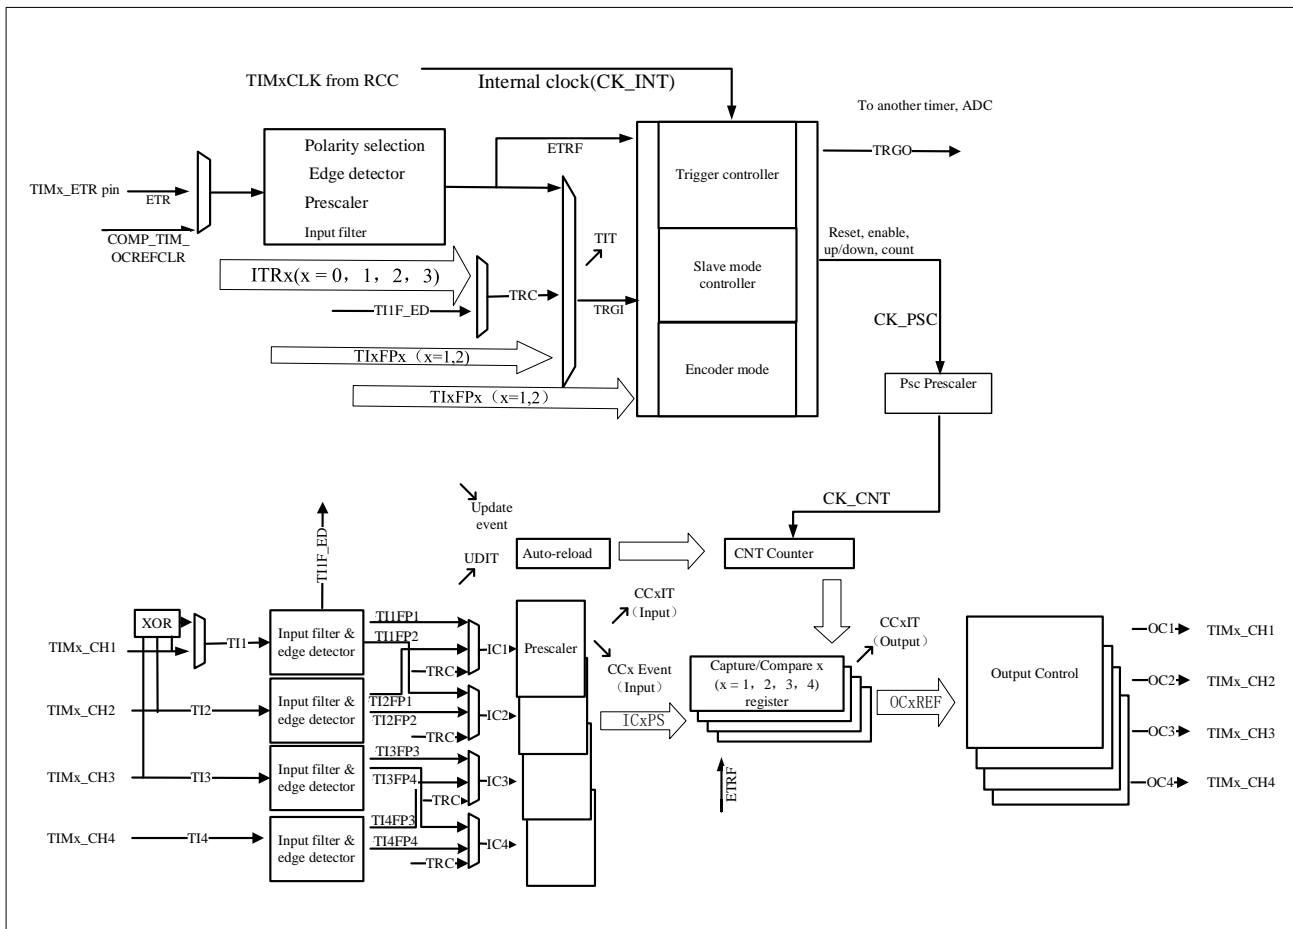 TIMxCLK from RCC
Internal clock(CK_INT)
To another timer, ADC
TRGO
ETRF
Polarity selection
Edge detector
Prescaler
Input filter
TIMx_ETR pin
ETR
COMP_TIM_
OCREFCLR
Trigger controller
Slave mode
controller
Encoder mode
Reset, enable,
up/down, count
TIT
ITRx(x = 0，1，2，3)
TRC
TI1F_ED
TRGI
TIxFPx（x=1,2）
TIxFPx（x=1,2）
CK_PSC
Psc Prescaler
CK_CNT
Update
event
UDIT
Auto-reload
CNT Counter
TI1F_ED
CCxIT
（Input）
CCxIT
（Output）
XOR
TIMx_CH1
TI1
Input filter &
edge detector
TI1FP1
TI1FP2
TRC
IC1
Prescaler
CCx Event
（Input）
Capture/Compare x
(x = 1，2，3，4)
register
Output Control
OC1
TIMx_CH1
TIMx_CH2
TI2
Input filter &
edge detector
TI2FP1
TI2FP2
TRC
IC2
ICxPS
OCxREF
OC2
TIMx_CH2
TIMx_CH3
TI3
Input filter &
edge detector
TI3FP3
TI3FP4
TRC
IC3
ETRF
OC3
TIMx_CH3
TIMx_CH4
TI4
Input filter &
edge detector
TI4FP3
TI4FP4
TRC
IC4
OC4
TIMx_CH4